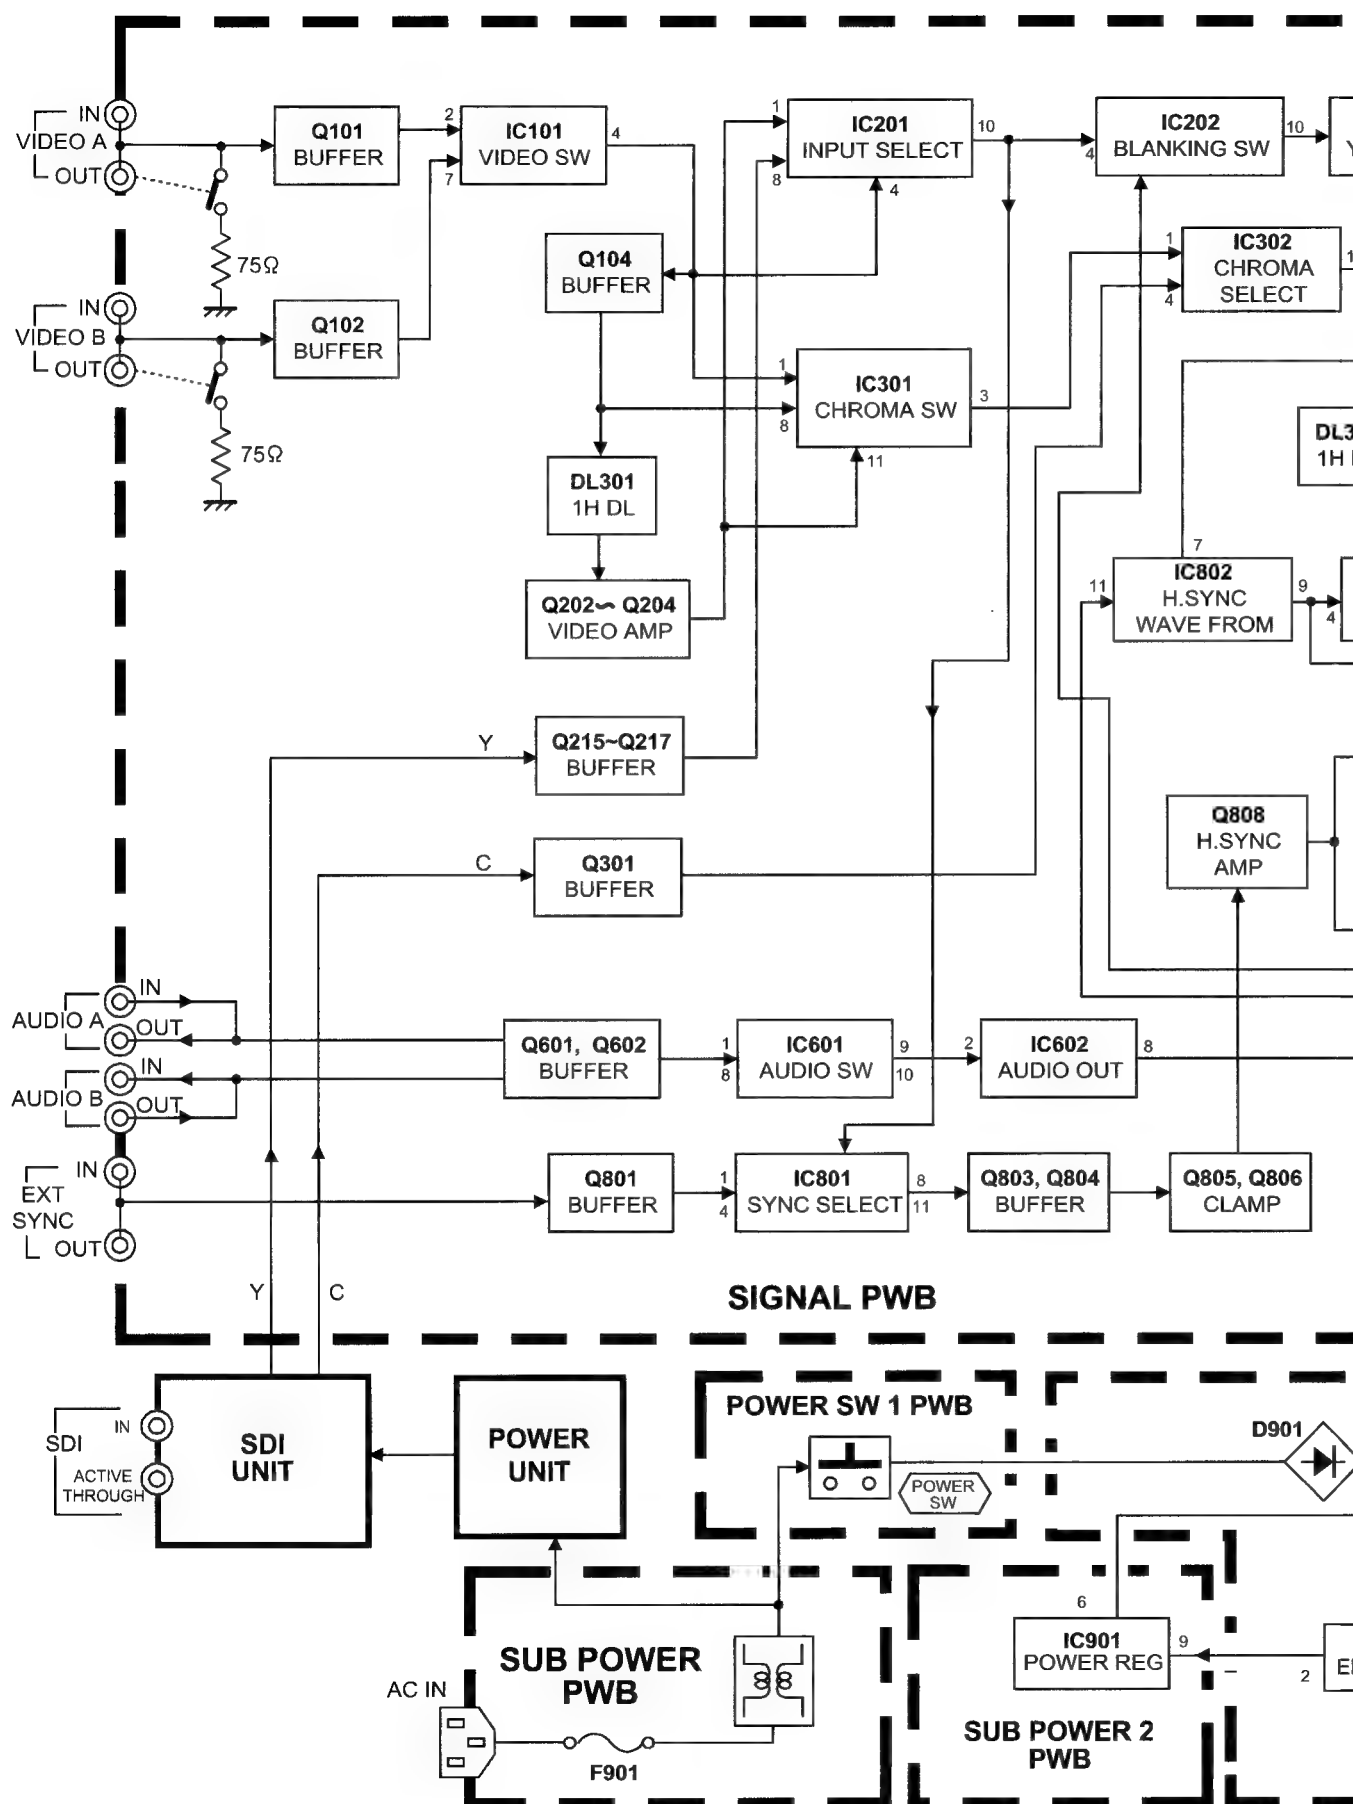 IN
VIDEO A
OUT
Q101
BUFFER
2
7
IC101
VIDEO SW
4
1
8
IC201
INPUT SELECT
10
4
4
IC202
BLANKING SW
10
Y
75Ω
Q104
BUFFER
1
4
IC302
CHROMA
SELECT
1
IN
VIDEO B
OUT
Q102
BUFFER
75Ω
1
8
IC301
CHROMA SW
3
11
DL3
1H
DL301
1H DL
Q202∽ Q204
VIDEO AMP
7
11
IC802
H.SYNC
WAVE FROM
9
4
Y
Q215~Q217
BUFFER
Q808
H.SYNC
AMP
C
Q301
BUFFER
IN
AUDIO A
OUT
IN
AUDIO B
OUT
Q601, Q602
BUFFER
1
8
IC601
AUDIO SW
9
10
2
IC602
AUDIO OUT
8
IN
EXT
SYNC
OUT
Q801
BUFFER
1
4
IC801
SYNC SELECT
8
11
Q803, Q804
BUFFER
Q805, Q806
CLAMP
Y
C
SIGNAL PWB
SDI
IN
ACTIVE
THROUGH
SDI
UNIT
POWER
UNIT
POWER SW 1 PWB
POWER
SW
D901
SUB POWER
PWB
AC IN
F901
6
IC901
POWER REG
9
2
SUB POWER 2
PWB